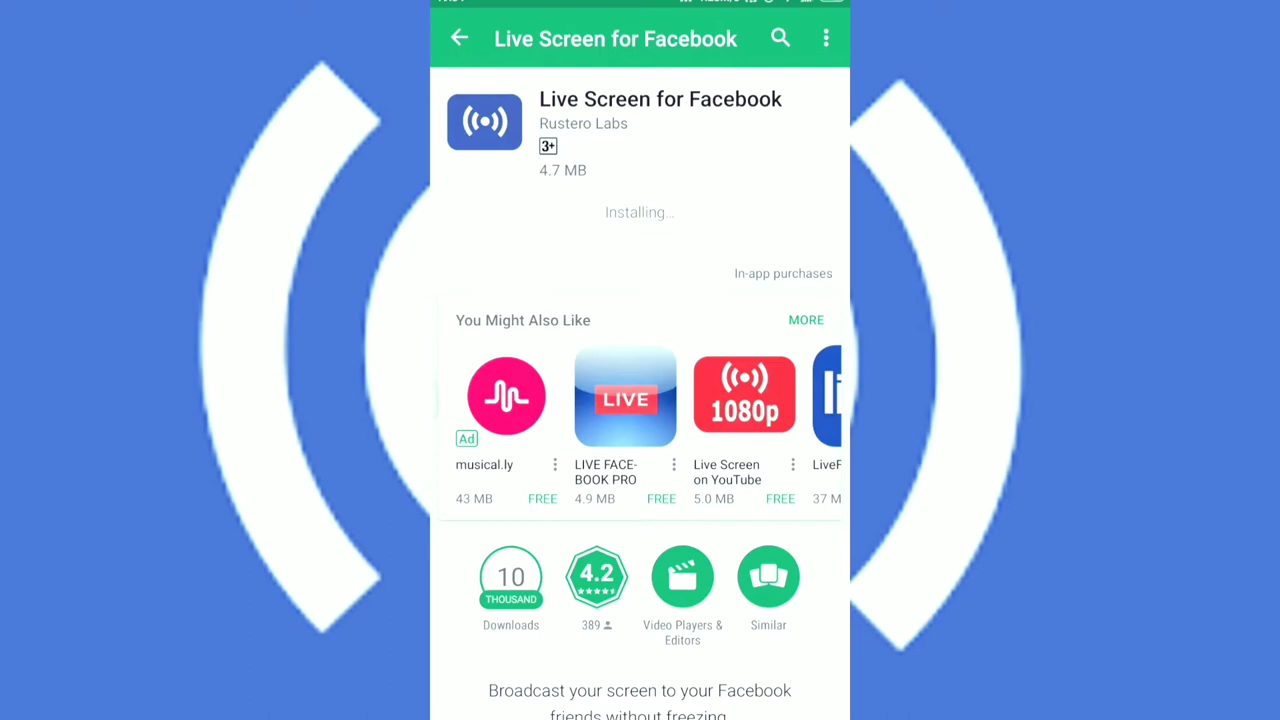 Live Screen for Facebook
Live Screen for Facebook
Rustero Labs
3+
4.7 MB
Installing...
In-app purchases
You Might Also Like
MORE
LIVE
1080p
Ad
musical.ly
LIVE FACE-
BOOK PRO
Live Screen
on YouTube
LiveF
43 MB
FREE
4.9 MB
FREE
5.0 MB
FREE
37 M
10
THOUSAND
4.2
Downloads
389
Video Players &
Editors
Similar
Broadcast your screen to your Facebook
friends without freezing